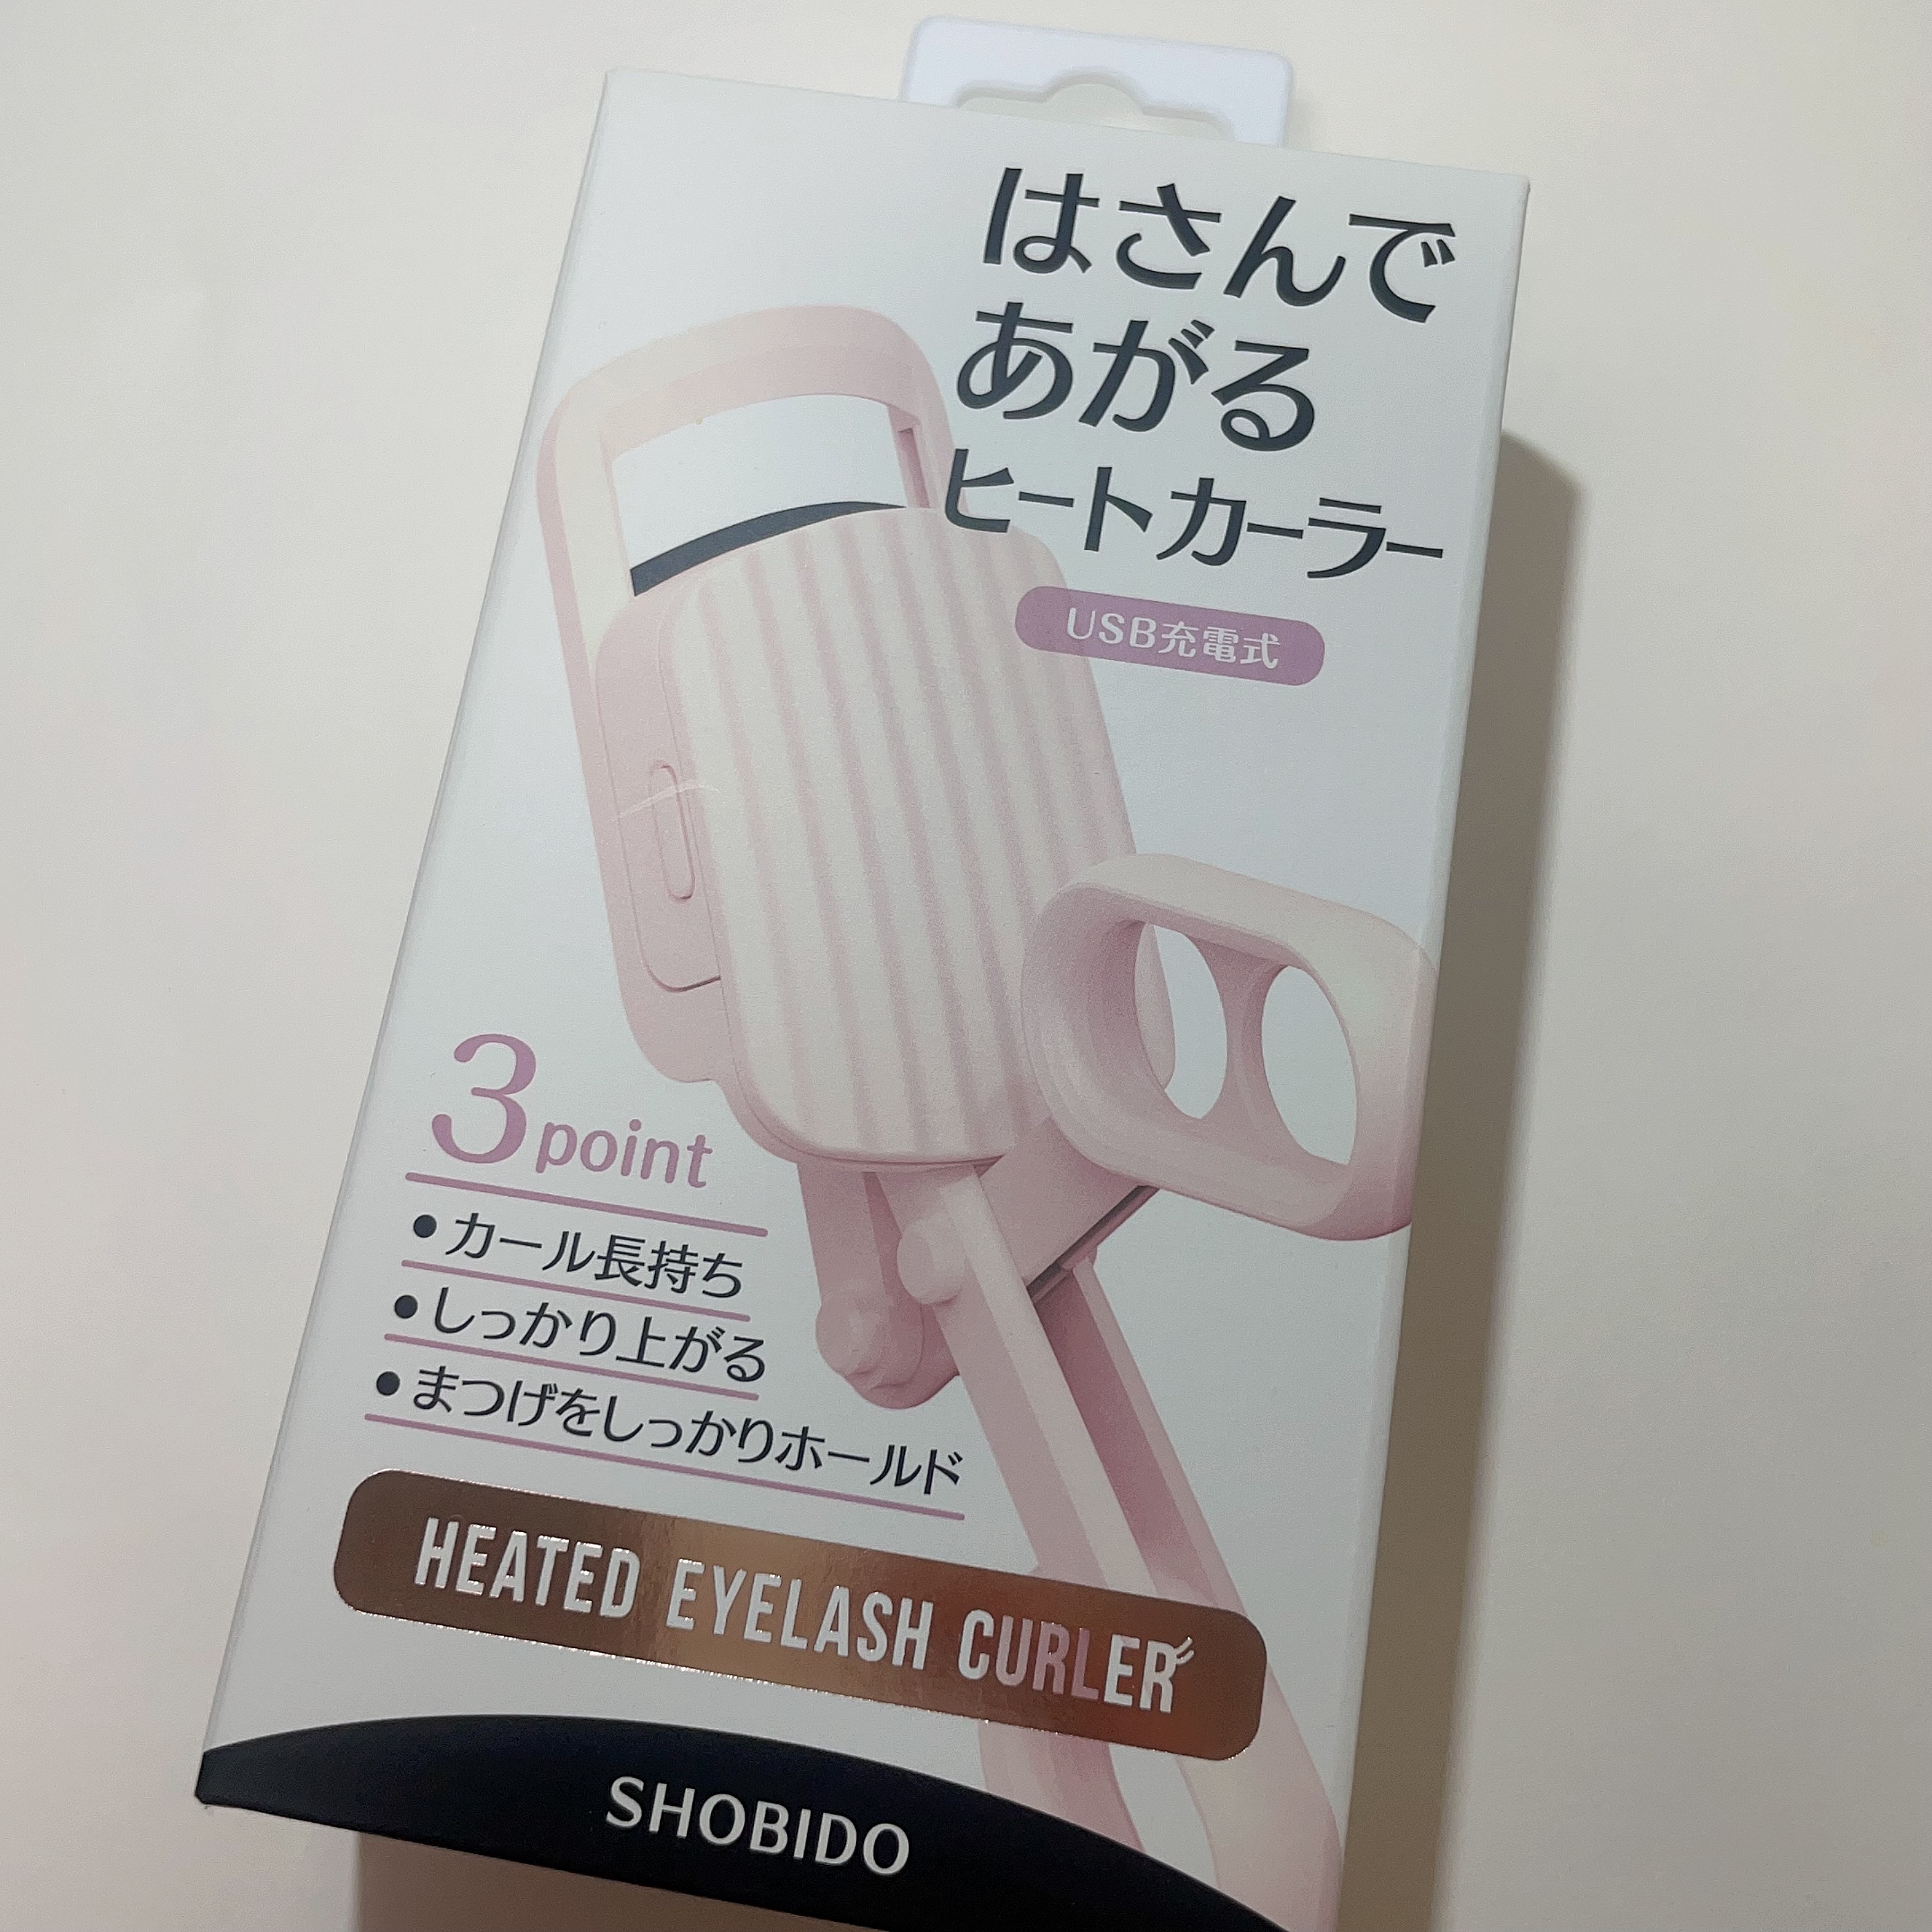 はさんで
あがる
ヒートカーラー
USB充電式
3point
• カール長持ち
• しっかり上がる
• まつげをしっかりホールド
HEATED EYELASH CURLER
SHOBIDO